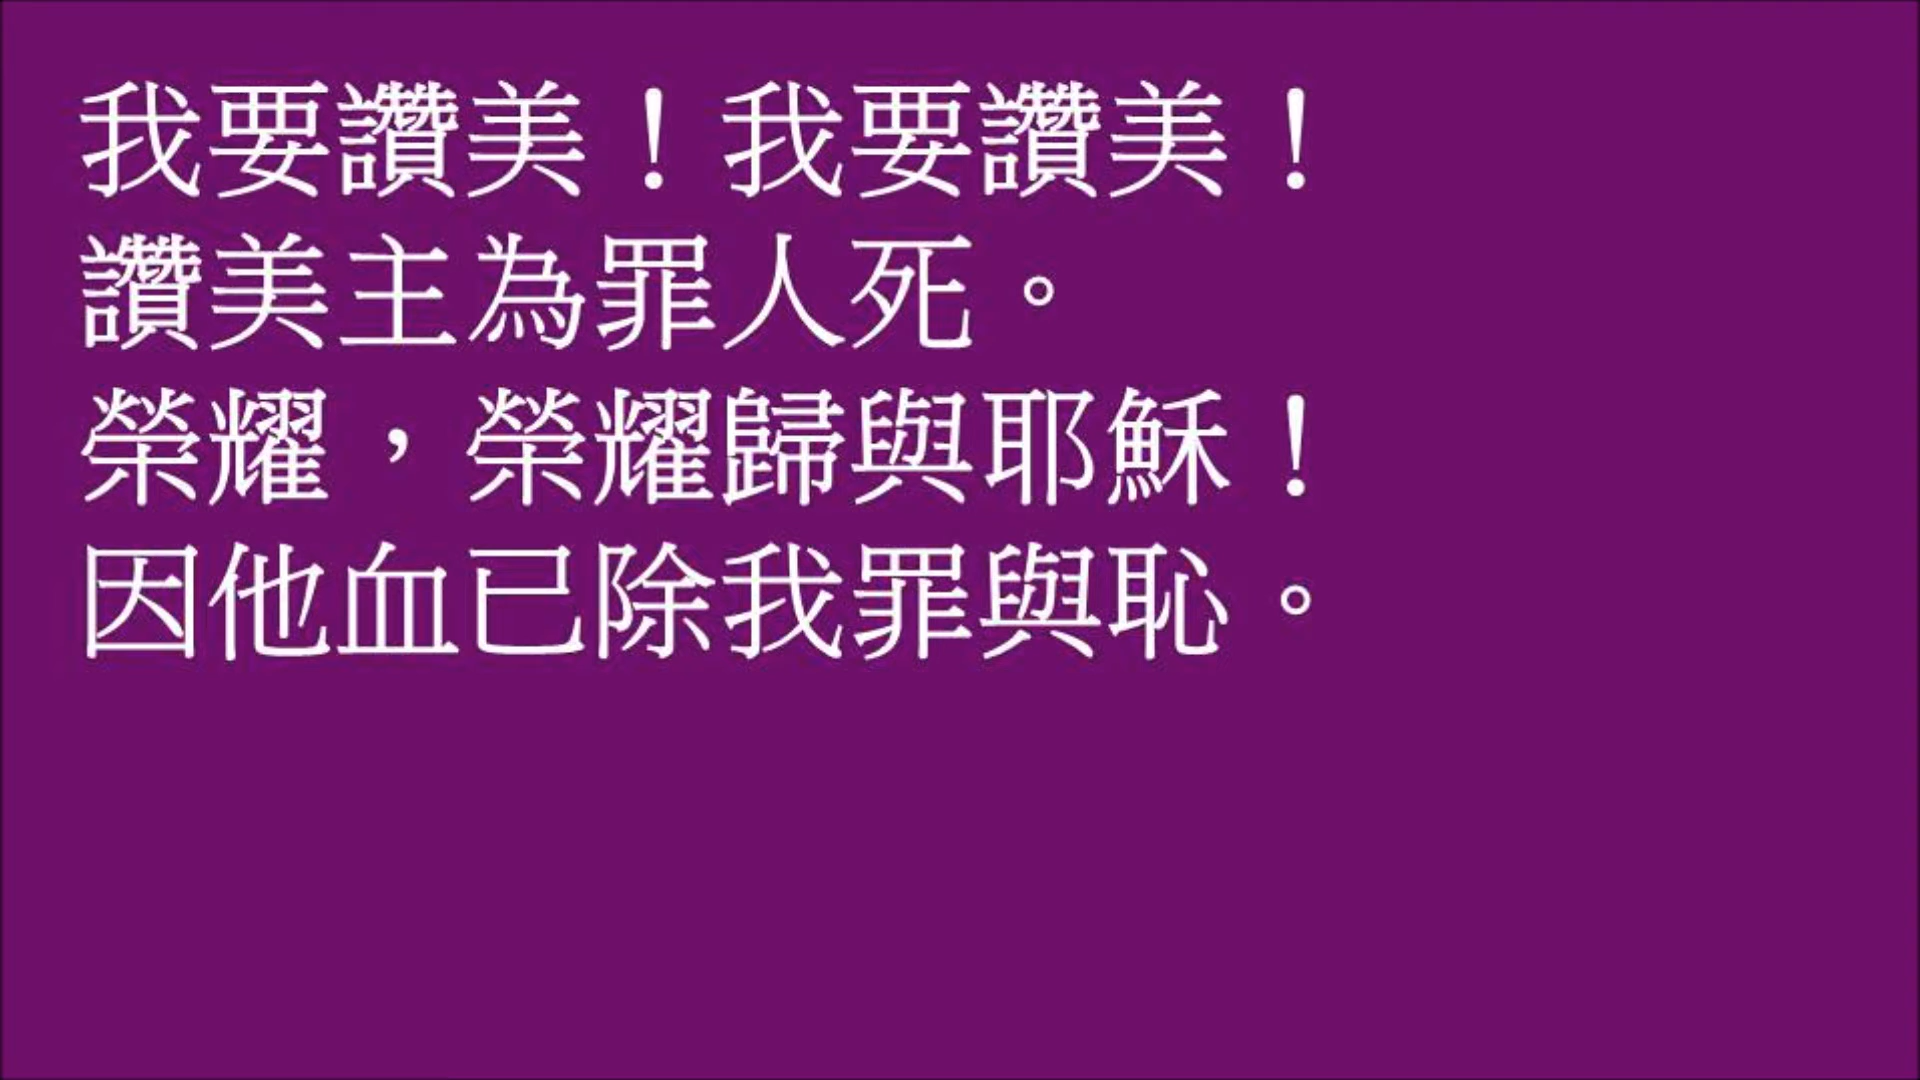 我要讚美！我要讚美！
讚美主為罪人死。
榮耀，榮耀歸與耶穌！
因他血已除我罪與恥。